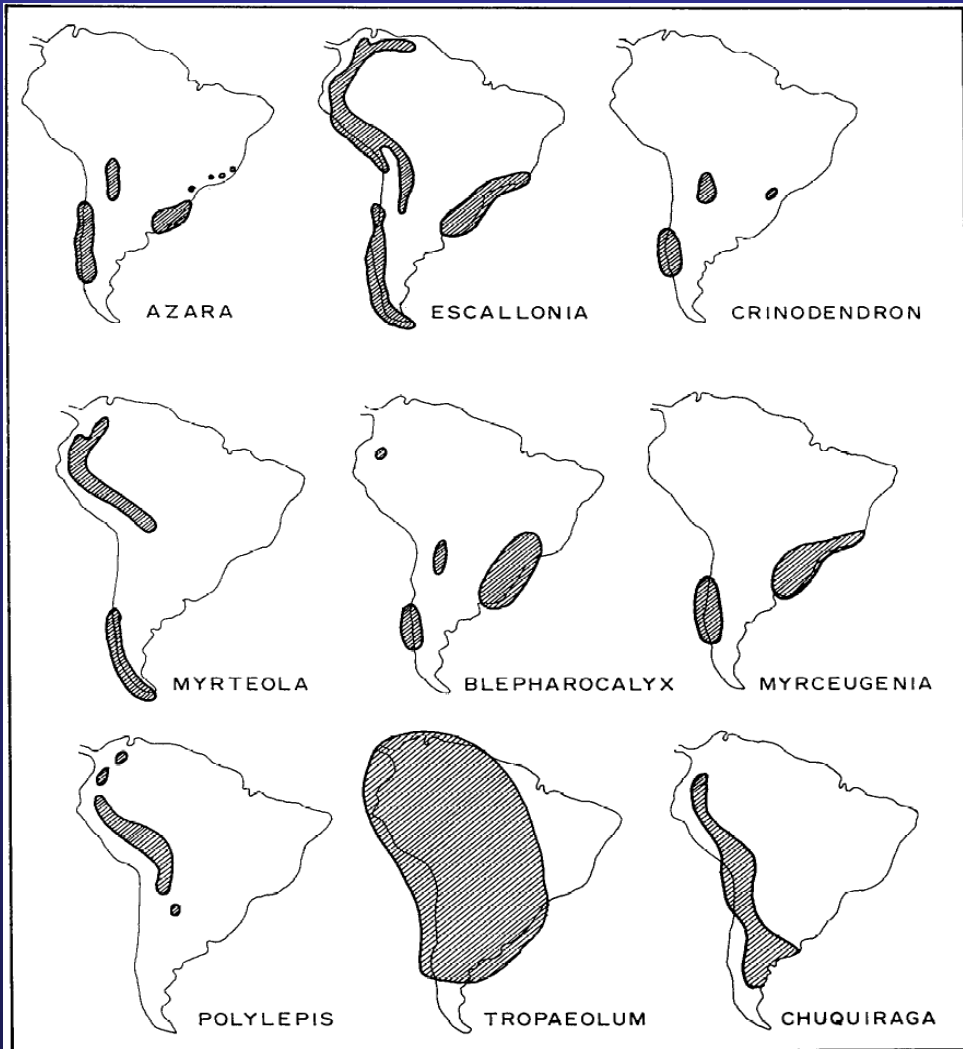 AZARA
ESCALLONIA
CRINODENDRON
MYRTEOLA
BLEPHAROCALYX
MYRCEUGENIA
POLYLEPIS
TROPAEOLUM
CHUQUIRAGA